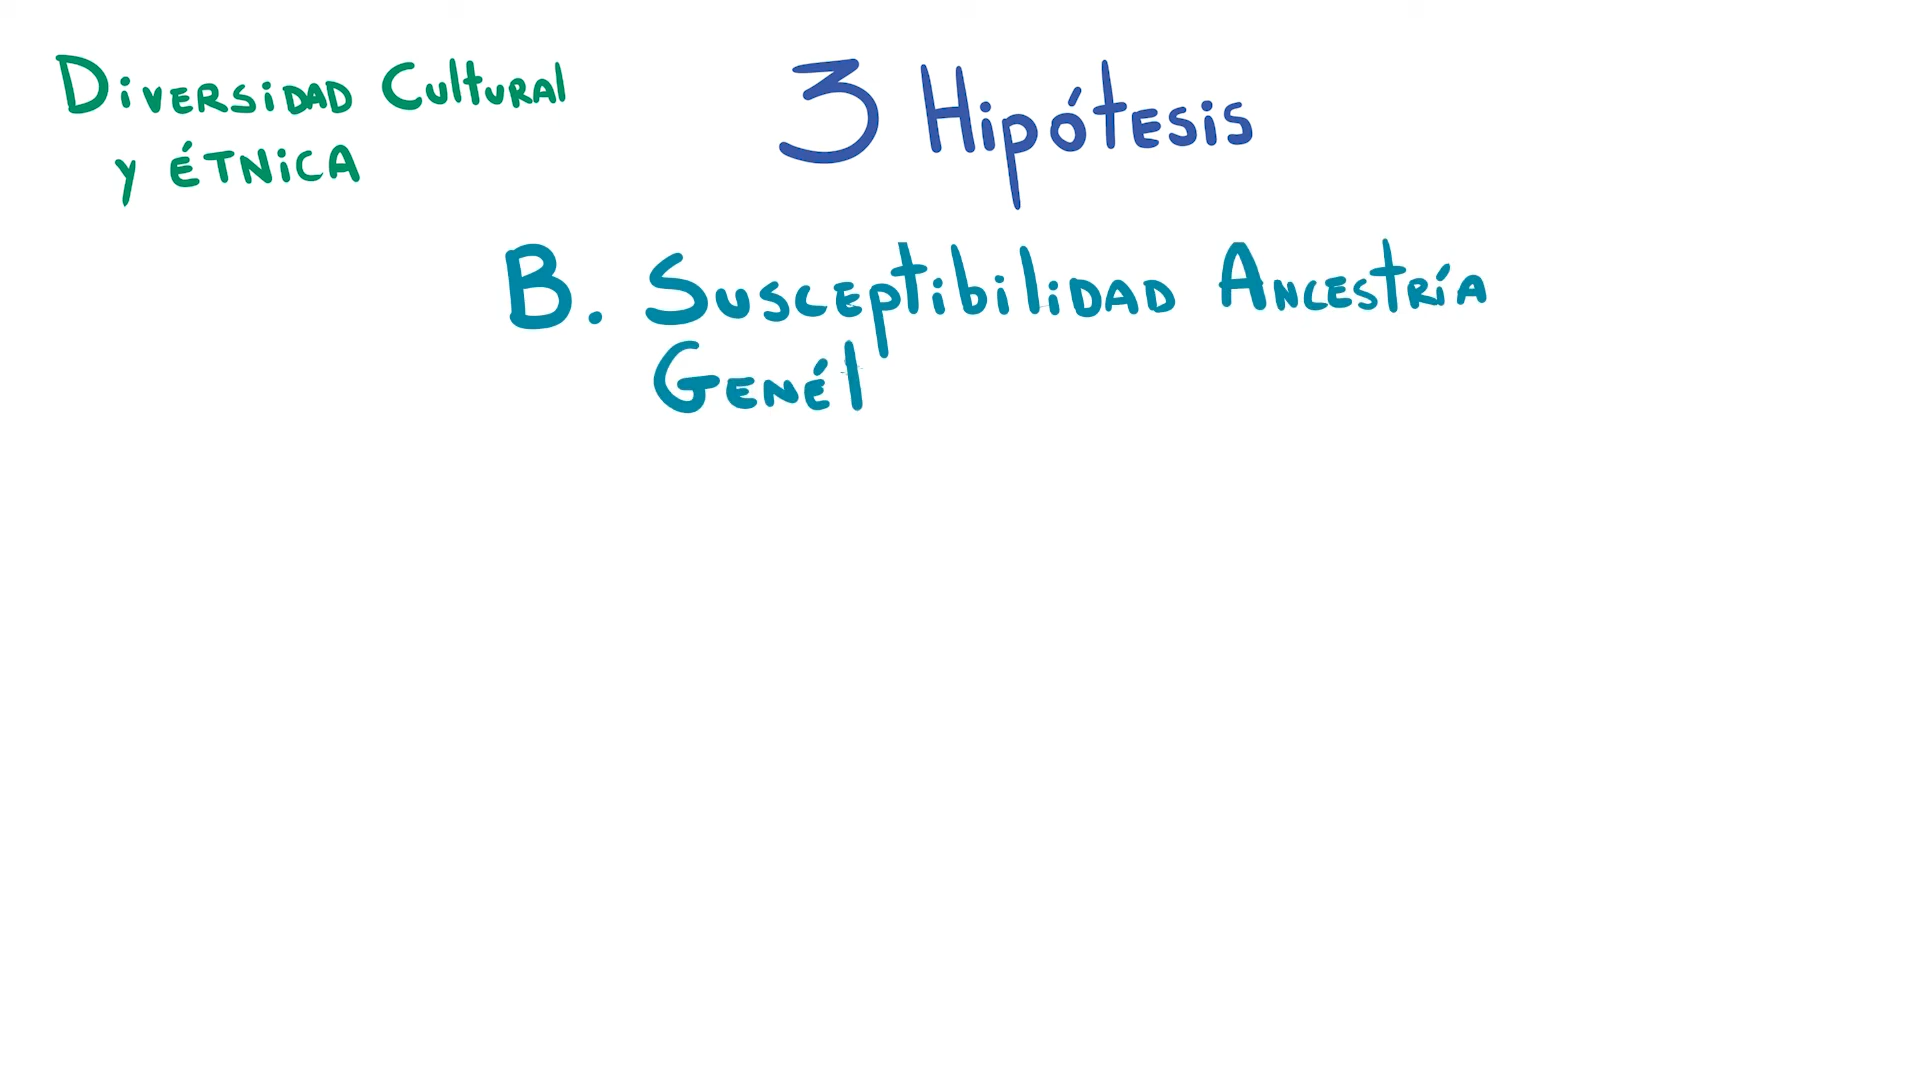 Diversidad Cultural
y étnica
3 Hipótesis
B. Susceptibilidad Ancestría
Genél